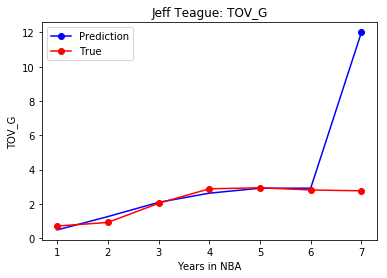 Jeff Teague: TOV_G
Prediction
True
TOV_G
12
10
8
6
4
2
0
1 2 3 4 5 6 7
Years in NBA